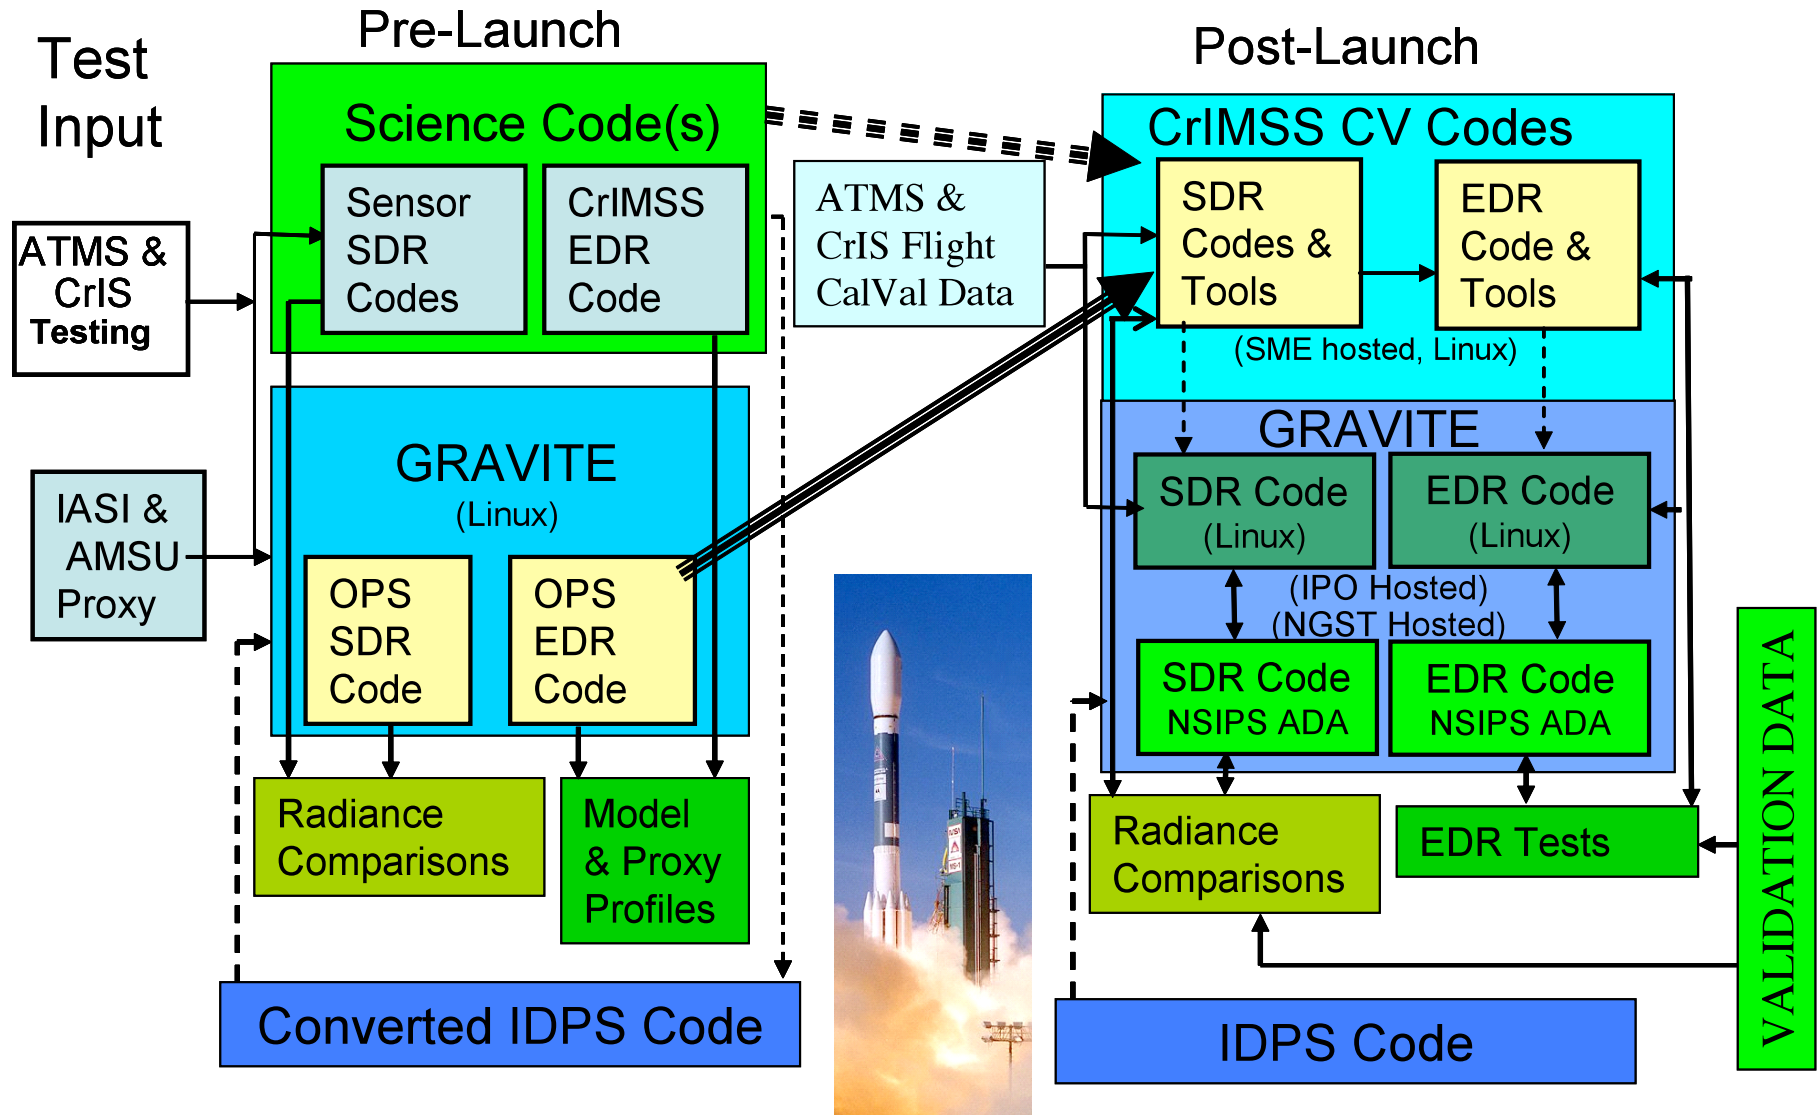 Test
Input
Pre-Launch
Post-Launch
Science Code(s)
Sensor
SDR
Codes
CrIMSS
EDR
Code
ATMS &
CrIS
Testing
IASI &
AMSU
Proxy
GRAVITE
(Linux)
OPS
SDR
Code
OPS
EDR
Code
Radiance
Comparisons
Model
& Proxy
Profiles
Converted IDPS Code
ATMS &
CrIS Flight
CalVal Data
CrIMSS CV Codes
SDR
Codes &
Tools
EDR
Code &
Tools
(SME hosted, Linux)
GRAVITE
SDR Code
(Linux)
EDR Code
(Linux)
(IPO Hosted)
(NGST Hosted)
SDR Code
NSIPS ADA
EDR Code
NSIPS ADA
Radiance
Comparisons
EDR Tests
IDPS Code
VALIDATION DATA